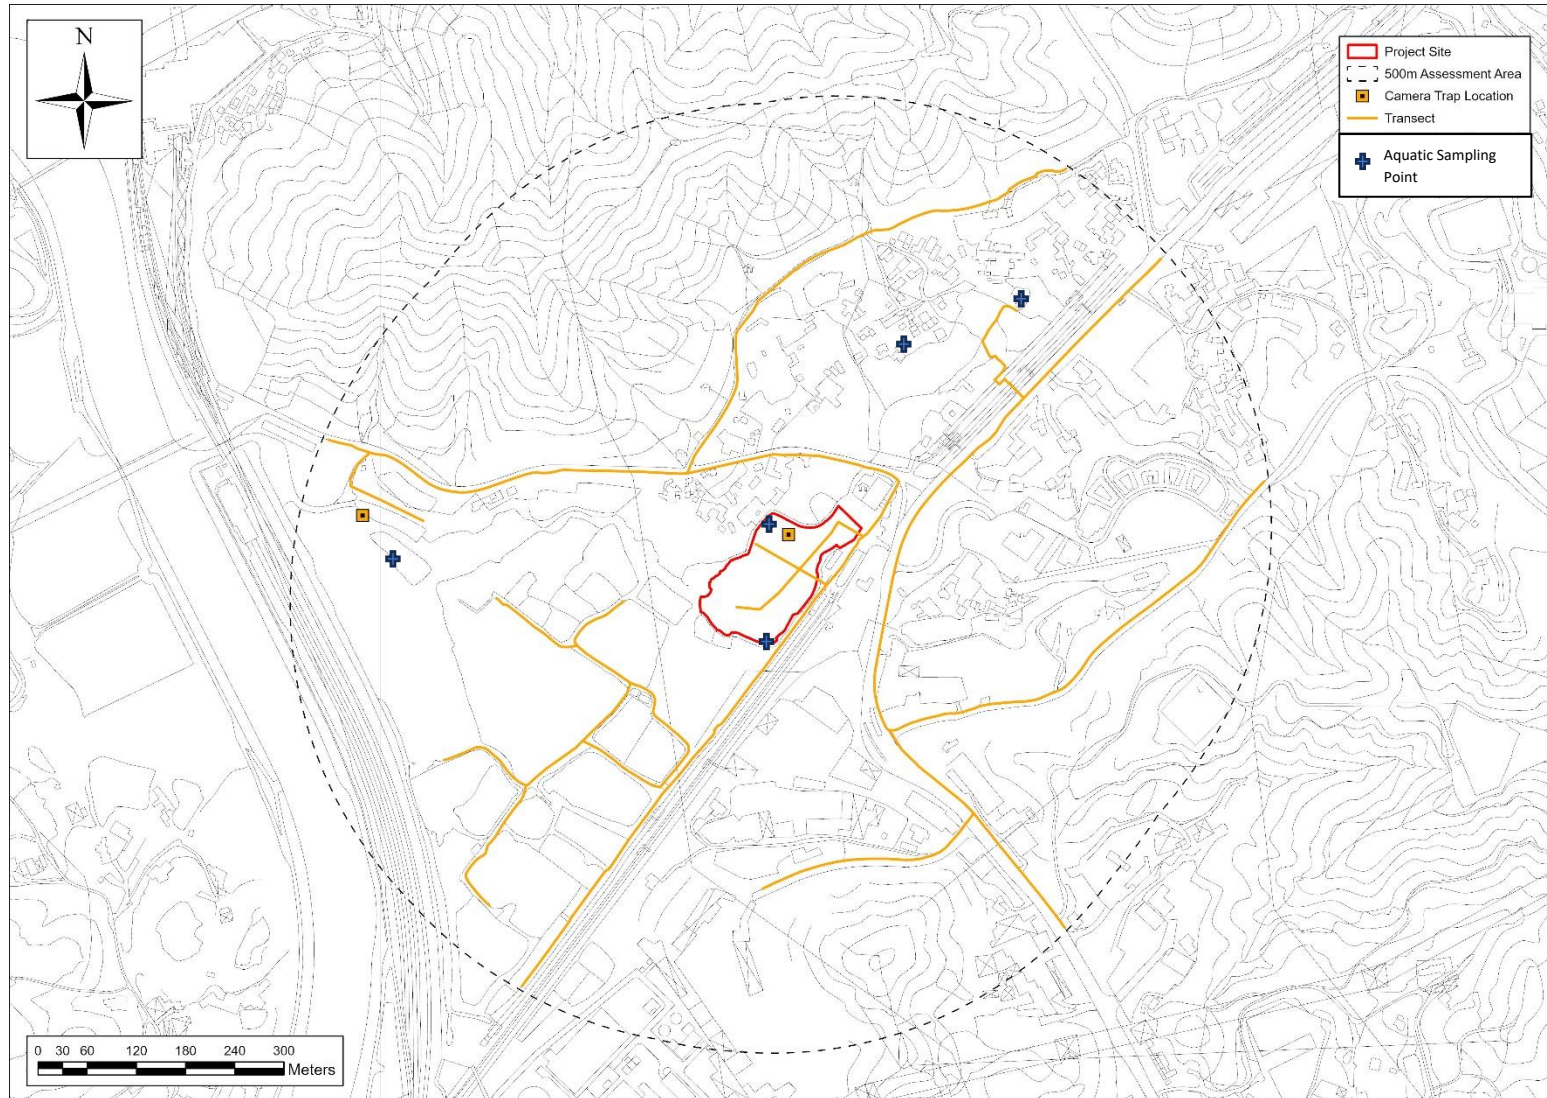 N
Project Site
500m Assessment Area
Camera Trap Location
Transect
Aquatic Sampling
Point
0 30 60 120 180 240 300
Meters